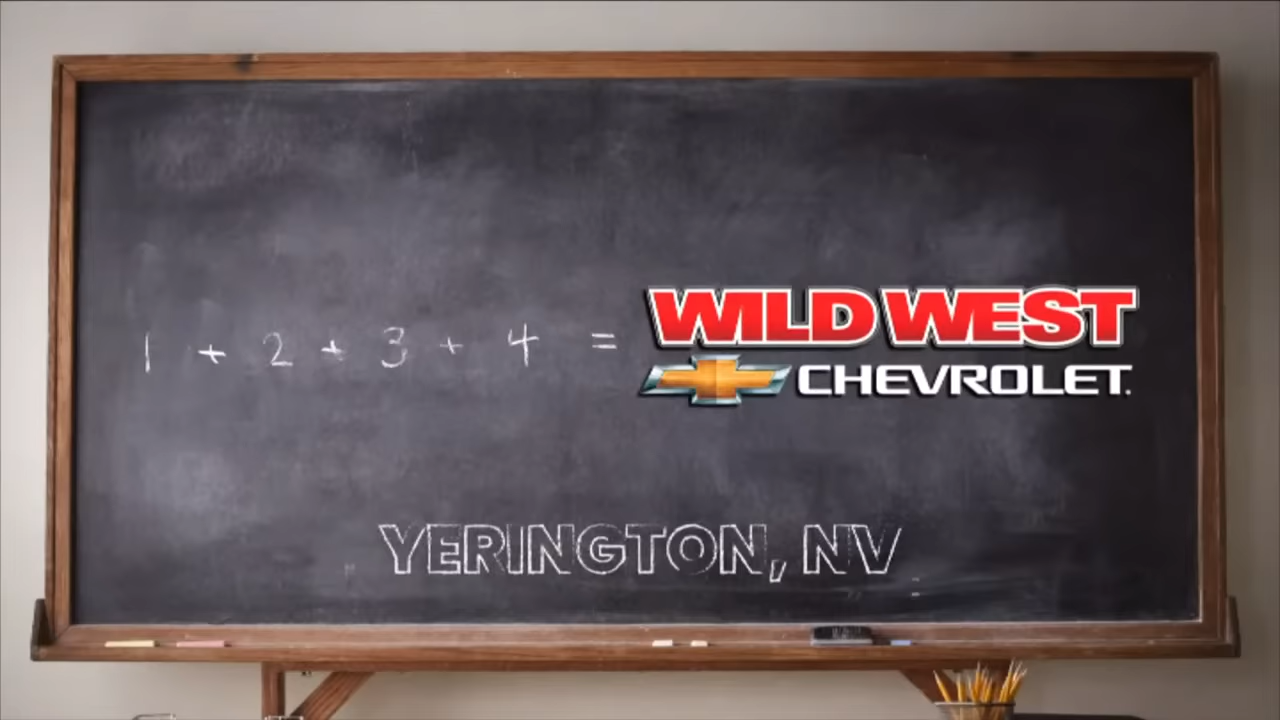 1 + 2 + 3 + 4 = WILD WEST
CHEVROLET.
YERINGTON, NV